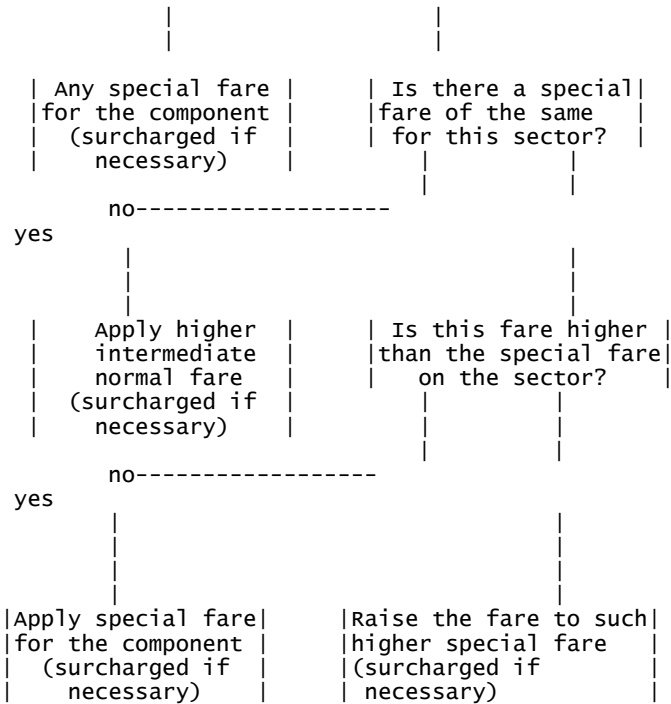 Any special fare
for the component
(surcharged if
necessary)
Is there a special
fare of the same
for this sector?
no-------------------
yes
Apply higher
intermediate
normal fare
(surcharged if
necessary)
Is this fare higher
than the special fare
on the sector?
no------------------
yes
Apply special fare
for the component
(surcharged if
necessary)
Raise the fare to such
higher special fare
(surcharged if
necessary)